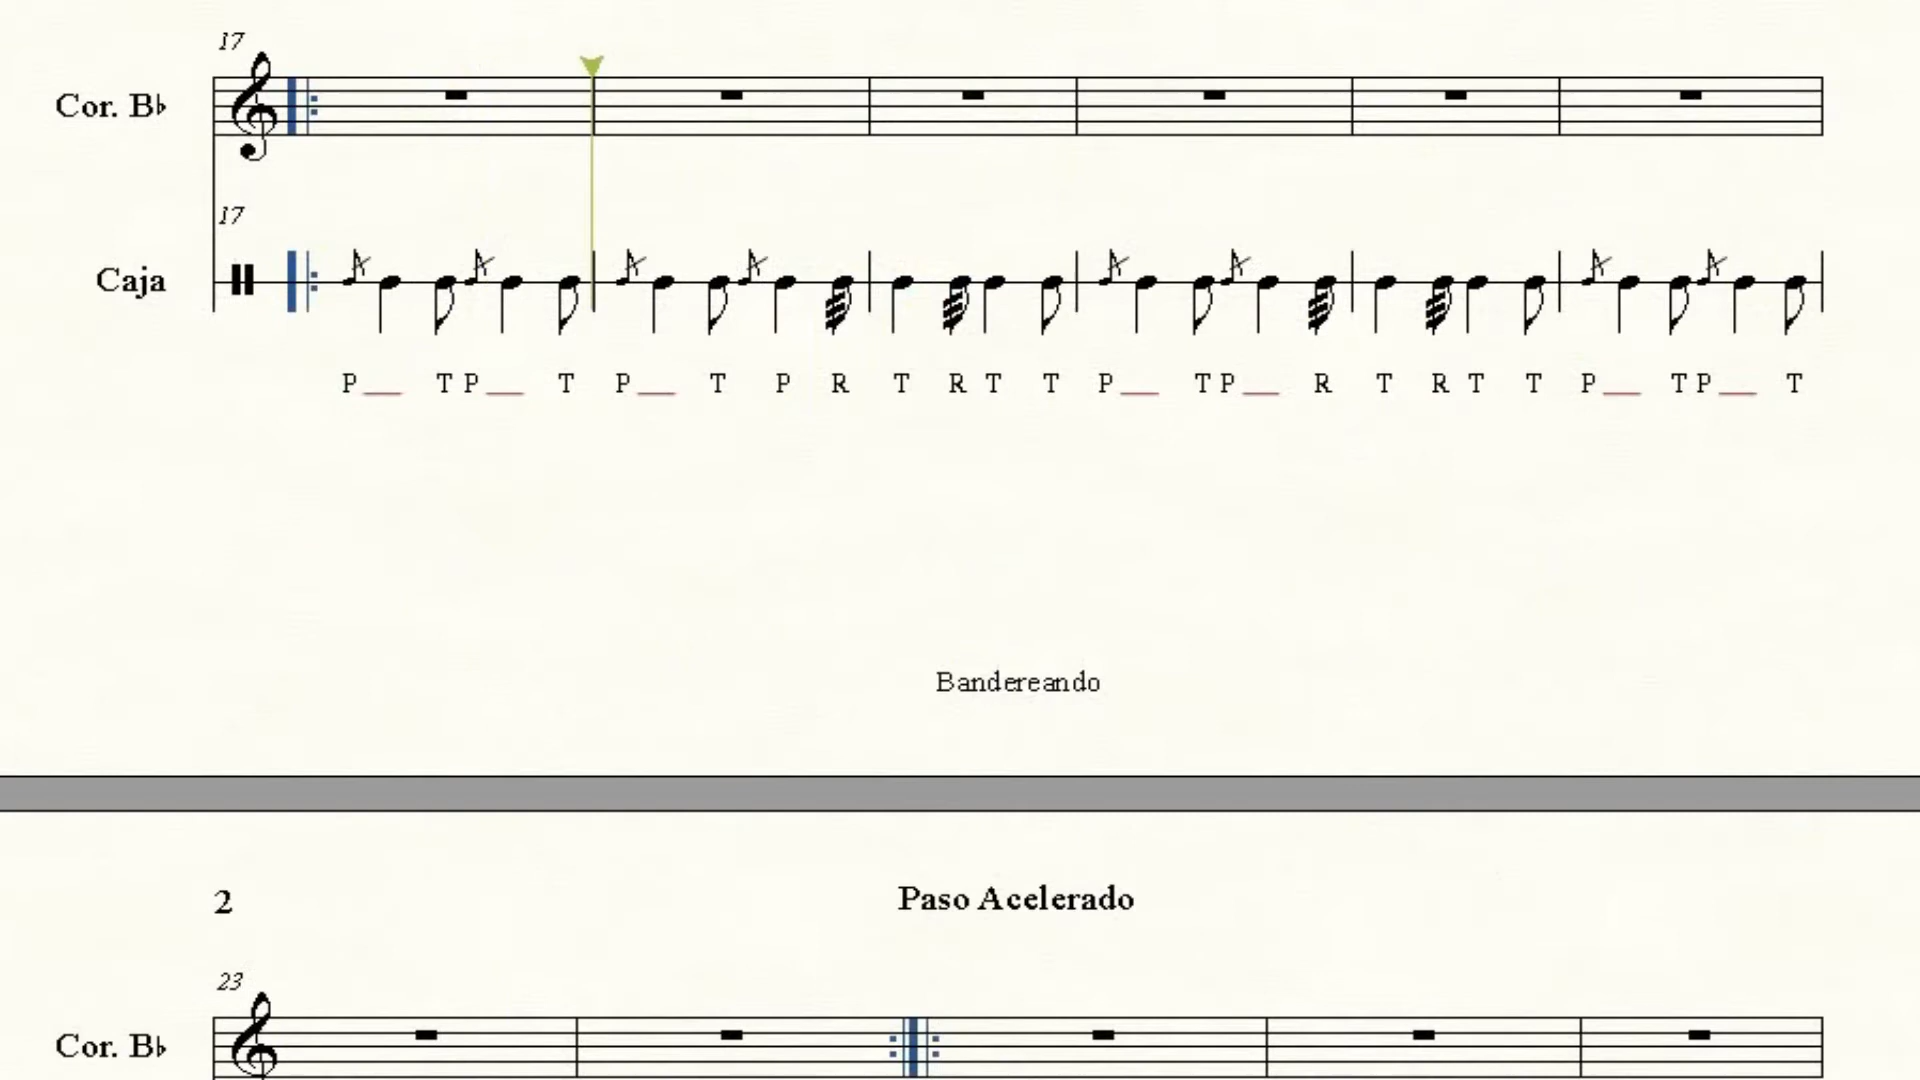 17
Cor. B♭
17
Caja
P__ T P__ T P__ T P R T R T T P__ T P__ R T R T T P__ T P__ T
Bandereando
2 Paso Acelerado
23
Cor. B♭